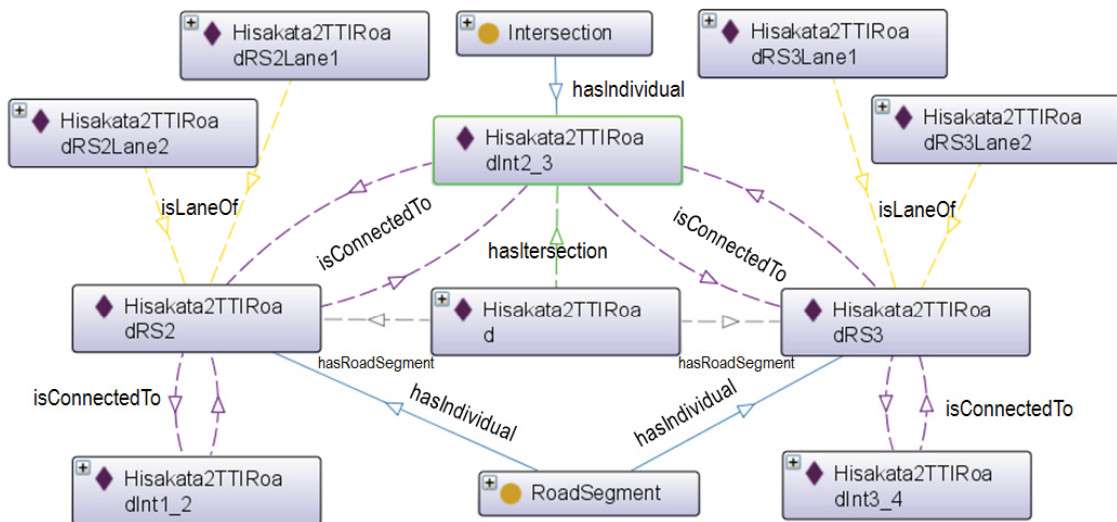 Hisakata2TTIRoa
dRS2Lane1
Intersection
Hisakata2TTIRoa
dRS3Lane1
Hisakata2TTIRoa
dRS2Lane2
hasIndividual
Hisakata2TTIRoa
dRS3Lane2
Hisakata2TTIRoa
dInt2_3
isLaneOf
isConnectedTo
hasItersection
isConnectedTo
isLaneOf
Hisakata2TTIRoa
dRS2
Hisakata2TTIRoa
d
Hisakata2TTIRoa
dRS3
hasRoadSegment
hasRoadSegment
isConnectedTo
hasIndividual
hasIndividual
isConnectedTo
Hisakata2TTIRoa
dInt1_2
RoadSegment
Hisakata2TTIRoa
dInt3_4